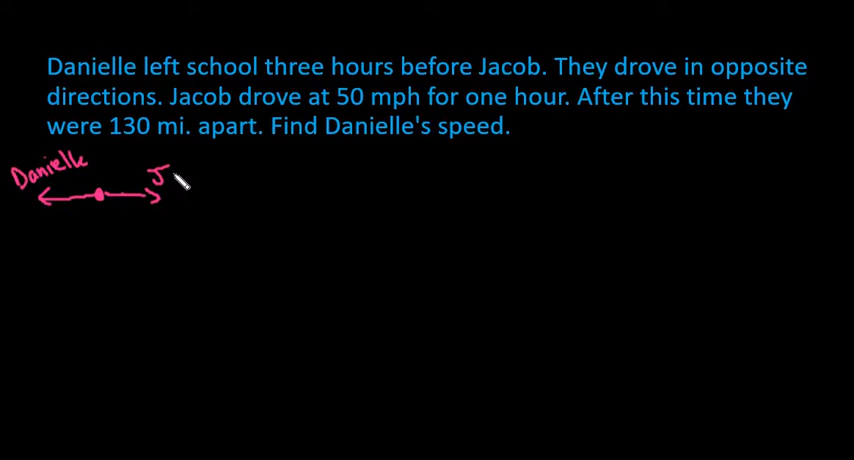 Danielle left school three hours before Jacob. They drove in opposite
directions. Jacob drove at 50 mph for one hour. After this time they
were 130 mi. apart. Find Danielle's speed.
Danielle J